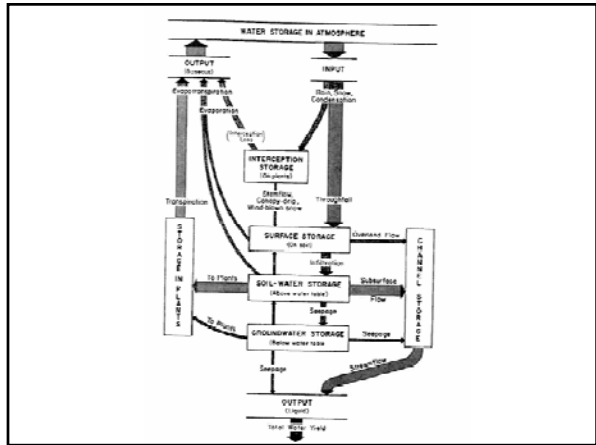 WATER STORAGE IN ATMOSPHERE
OUTPUT
(Gaseous)
INPUT
Evapotranspiration
Evaporation
Rain, Snow,
Condensation
(Interception
Loss)
INTERCEPTION
STORAGE
(On plants)
Stemflow,
Canopy-drip,
Wind-blown snow
Transpiration
Throughfall
SURFACE STORAGE
(On soil)
Overland Flow
Infiltration
STORAGE IN PLANTS
To Plants
SOIL-WATER STORAGE
(Above water table)
Subsurface
Flow
CHANNEL STORAGE
Seepage
To Plants
GROUNDWATER STORAGE
(Below water table
Seepage
Seepage
Streamflow
OUTPUT
(Liquid)
Total Water Yield